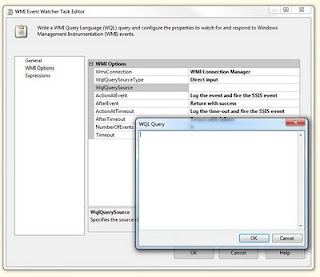 WMI Event Watcher Task Editor
Write a WMI Query Language (WQL) query and configure the properties to watch for and respond to Windows
Management Instrumentation (WMI) events.
General
WMI Options
Expressions
WMI Options
WmiConnection WMI Connection Manager
WqlQuerySourceType Direct input
WqlQuerySource
ActionAtEvent Log the event and fire the SSIS event
AfterEvent Return with success
ActionAtTimeout Log the time-out and fire the SSIS event
AfterTimeout
NumberOfEvents
Timeout
WQL Query
OK Cancel
WqlQuerySource
Specifies the source
OK Cancel Help